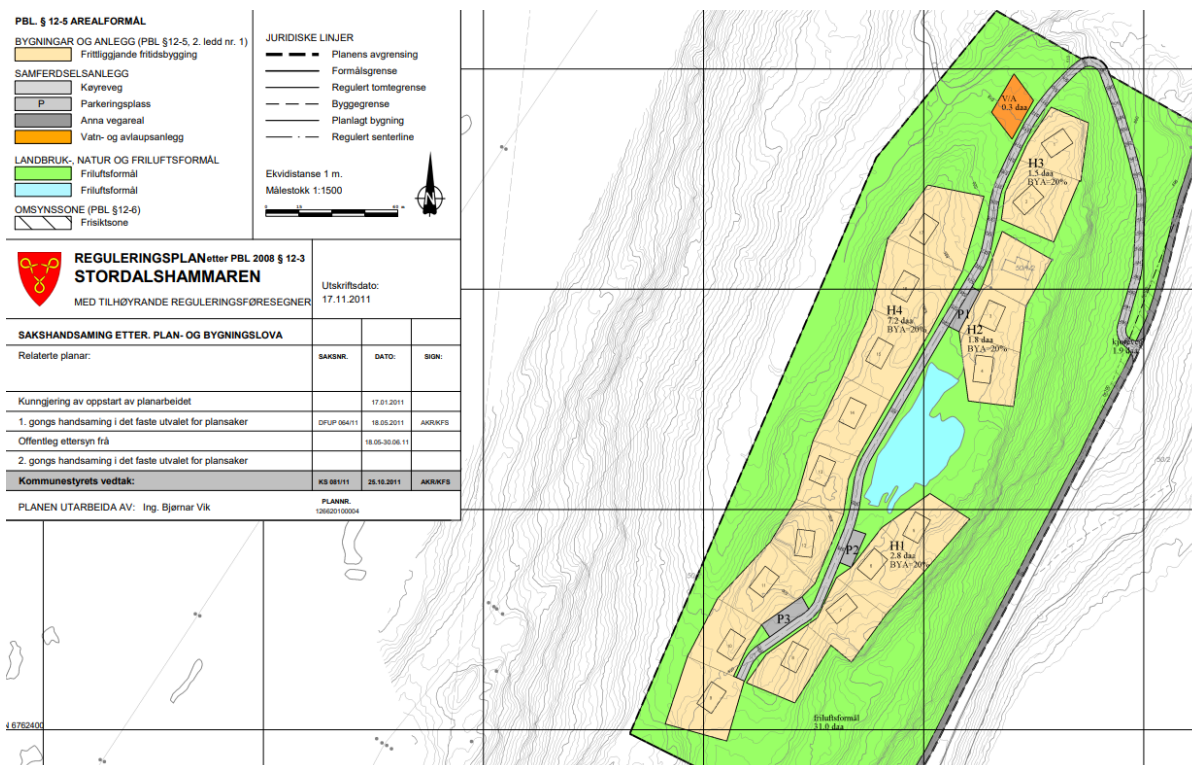 PBL. § 12-5 AREALFORMÅL
BYGNINGAR OG ANLEGG (PBL §12-5, 2. ledd nr. 1)
Frittliggjande fritidsbygging
SAMFERDSELSANLEGG
Køyreveg
P Parkeringsplass
Anna vegareal
Vatn- og avlaupsanlegg
LANDBRUK-, NATUR OG FRILUFTSFORMÅL
Friluftsformål
Friluftsformål
OMSYNSSONE (PBL §12-6)
Frisiktsone
JURIDISKE LINJER
Planens avgrensing
Formålsgrense
Regulert tomtegrense
Byggegrense
Planlagt bygning
Regulert senterline
Ekvidistanse 1 m.
Målestokk 1:1500
N
REGULERINGSPLAN etter PBL 2008 § 12-3
STORDALSHAMMAREN
MED TILHØYRANDE REGULERINGSFØRESEGNER
Utskriftsdato:
17.11.2011
SAKSHANDSAMING ETTER. PLAN- OG BYGNINGSLOVA
Relaterte planar: SAKSNR. DATO: SIGN:
Kunngjering av oppstart av planarbeidet 17.01.2011
1. gongs handsaming i det faste utvalet for plansaker DFUP 064/11 18.05.2011 AKR/KFS
Offentleg ettersyn frå 18.05-30.06.11
2. gongs handsaming i det faste utvalet for plansaker
Kommunestyrets vedtak: KS 081/11 25.10.2011 AKR/KFS
PLANEN UTARBEIDA AV: Ing. Bjørnar Vik
PLANNR.
126620100004
V/A
0.3 daa
H3
1.5 daa
BYA=20%
P1
H4
7.2 daa
BYA=20%
H2
1.8 daa
BYA=20%
1.9 daa
P2
H1
2.8 daa
BYA=20%
P3
friluftsformål
31.0 daa
N 6762400